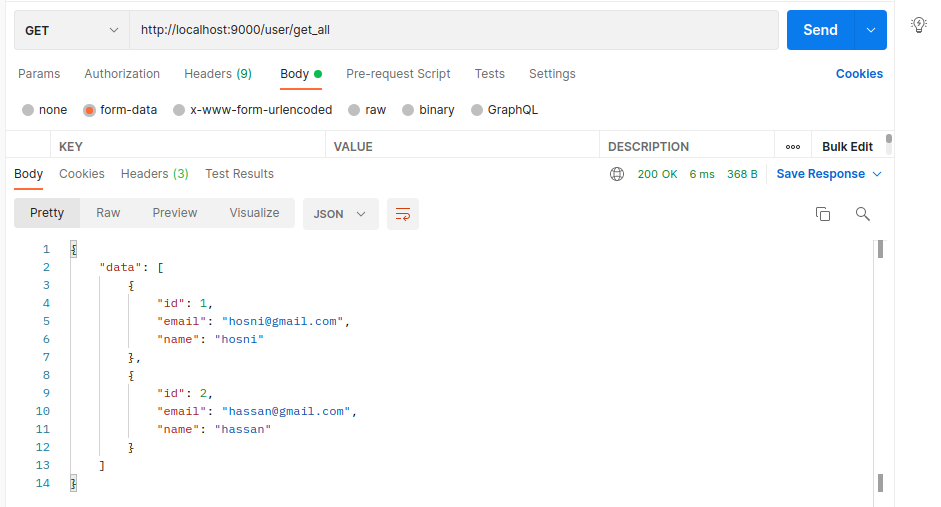 GET http://localhost:9000/user/get_all Send
Params Authorization Headers (9) Body Pre-request Script Tests Settings Cookies
none form-data x-www-form-urlencoded raw binary GraphQL
KEY VALUE DESCRIPTION ooo Bulk Edit
Body Cookies Headers (3) Test Results 200 OK 6 ms 368 B Save Response
Pretty Raw Preview Visualize JSON
1 {
2 "data": [
3 {
4 "id": 1,
5 "email": "hosni@gmail.com",
6 "name": "hosni"
7 },
8 {
9 "id": 2,
10 "email": "hassan@gmail.com",
11 "name": "hassan"
12 }
13 ]
14 }